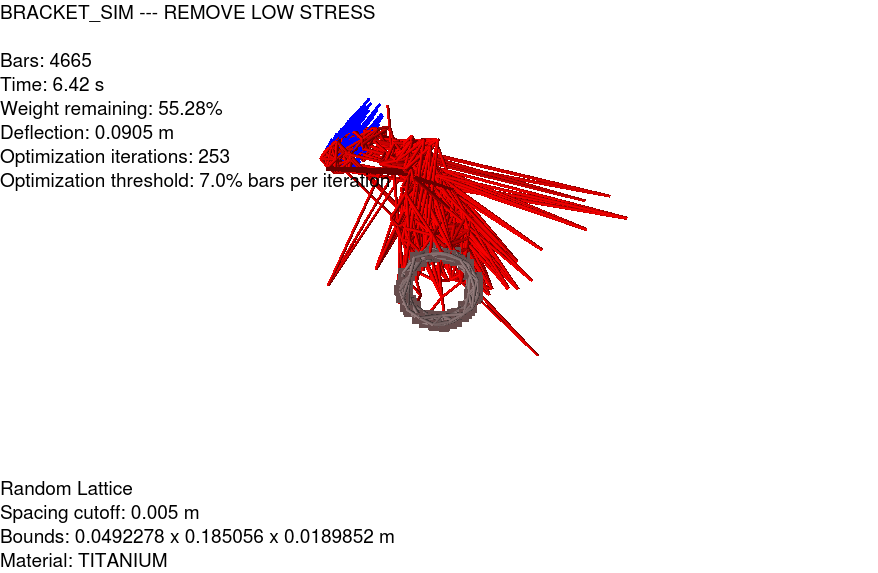 BRACKET_SIM --- REMOVE LOW STRESS
Bars: 4665
Time: 6.42 s
Weight remaining: 55.28%
Deflection: 0.0905 m
Optimization iterations: 253
Optimization threshold: 7.0% bars per iteration
Random Lattice
Spacing cutoff: 0.005 m
Bounds: 0.0492278 x 0.185056 x 0.0189852 m
Material: TITANIUM